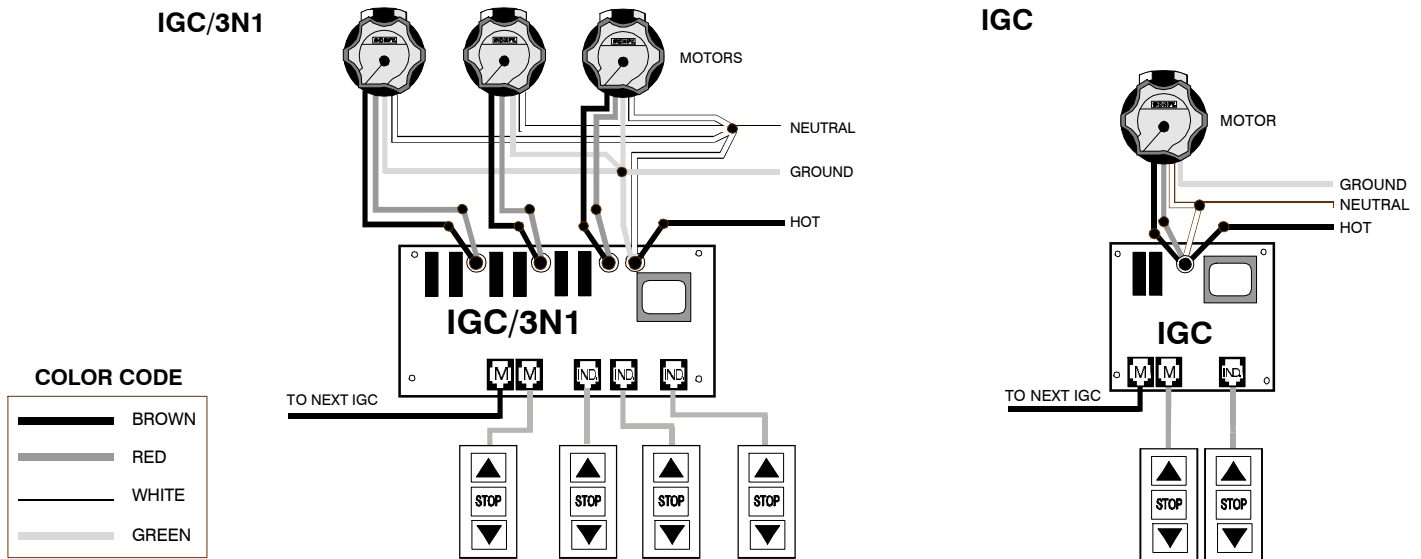 IGC/3N1
MOTORS
NEUTRAL
GROUND
HOT
IGC/3N1
M M IND. IND. IND.
TO NEXT IGC
STOP STOP STOP STOP
COLOR CODE
BROWN
RED
WHITE
GREEN
IGC
MOTOR
GROUND
NEUTRAL
HOT
IGC
M M IND.
TO NEXT IGC
STOP STOP